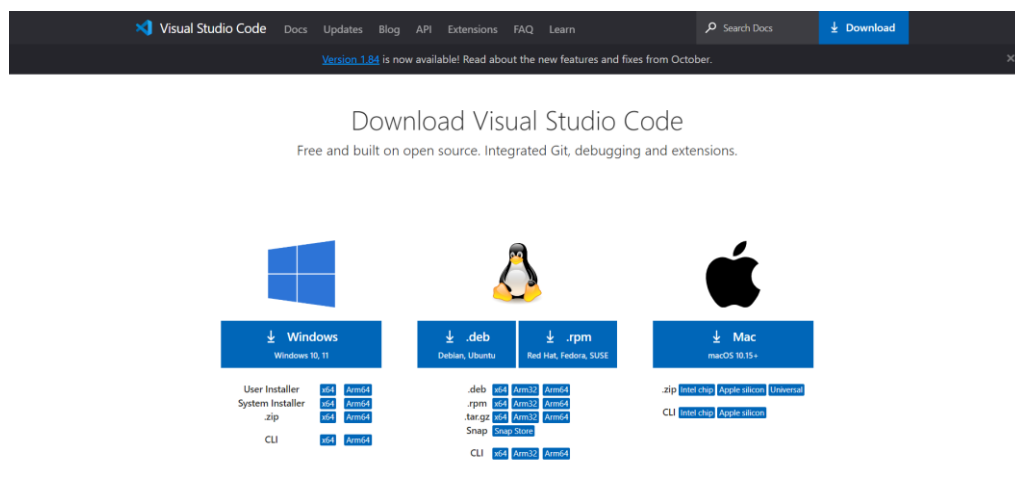 Visual Studio Code Docs Updates Blog API Extensions FAQ Learn Search Docs Download
Version 1.84 is now available! Read about the new features and fixes from October.
Download Visual Studio Code
Free and built on open source. Integrated Git, debugging and extensions.
Windows
Windows 10, 11
User Installer x64 Arm64
System Installer x64 Arm64
.zip x64 Arm64
CLI x64 Arm64
.deb
Debian, Ubuntu
.rpm
Red Hat, Fedora, SUSE
.deb x64 Arm32 Arm64
.rpm x64 Arm32 Arm64
.tar.gz x64 Arm32 Arm64
Snap Snap Store
CLI x64 Arm32 Arm64
Mac
macOS 10.15+
.zip Intel chip Apple silicon Universal
CLI Intel chip Apple silicon